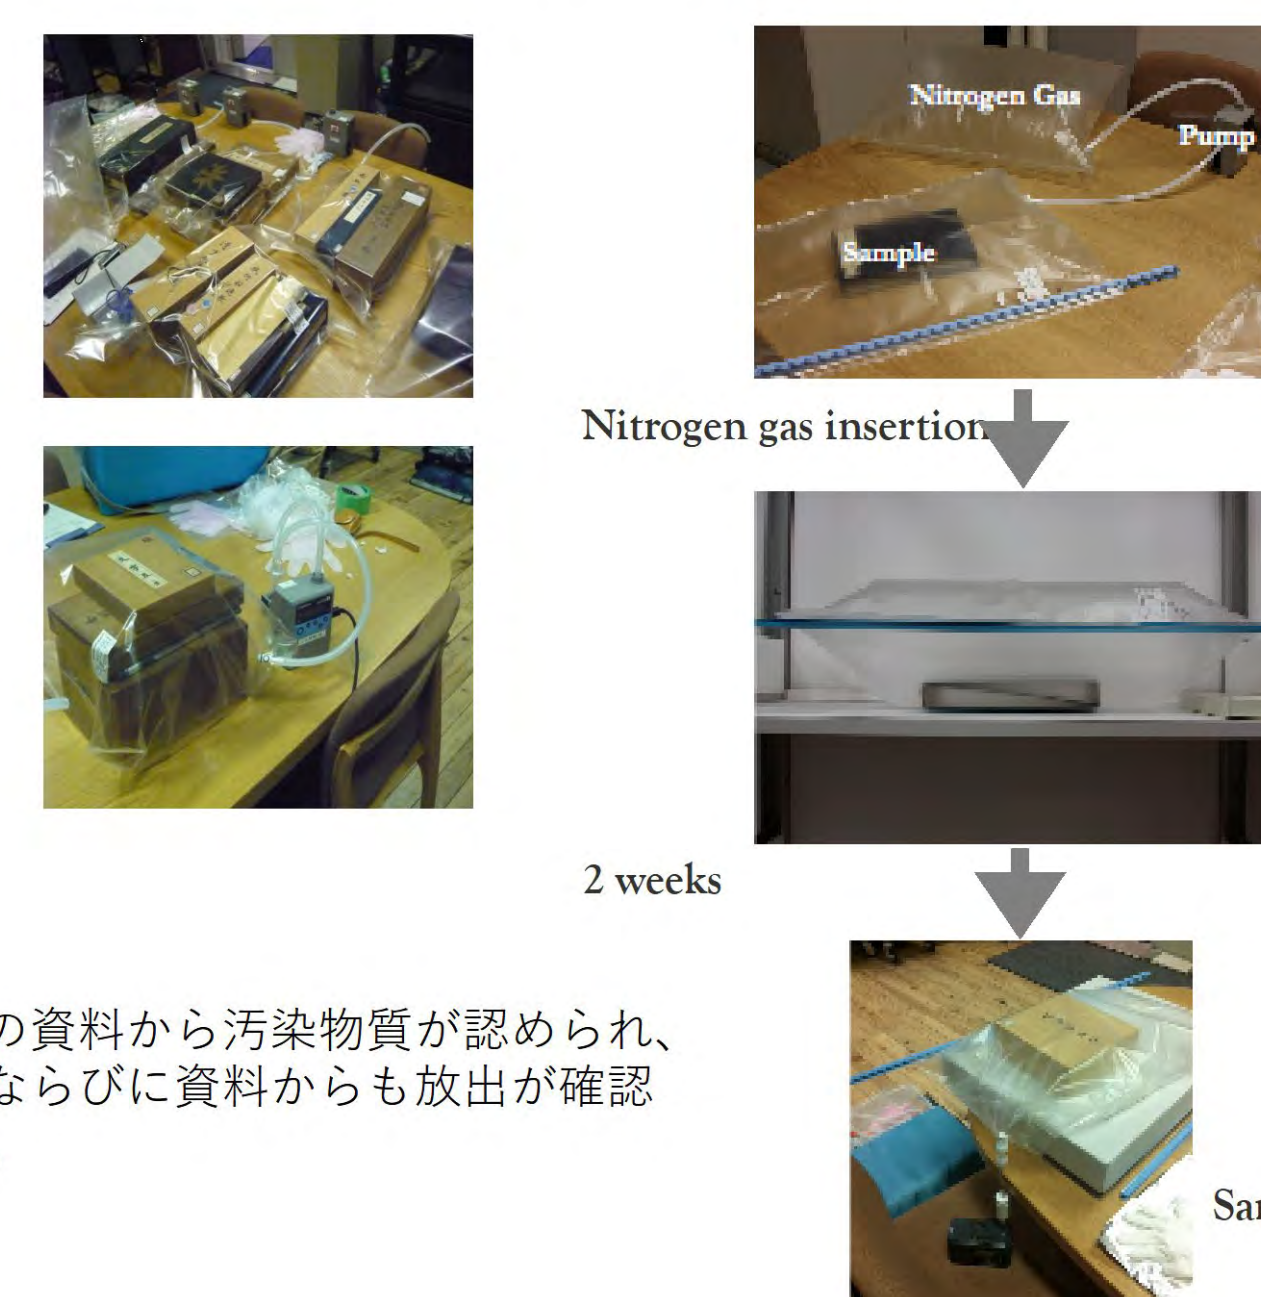 Nitrogen Gas
Pump
Sample
Nitrogen gas insertion
2 weeks
の資料から汚染物質が認められ、
ならびに資料からも放出が確認